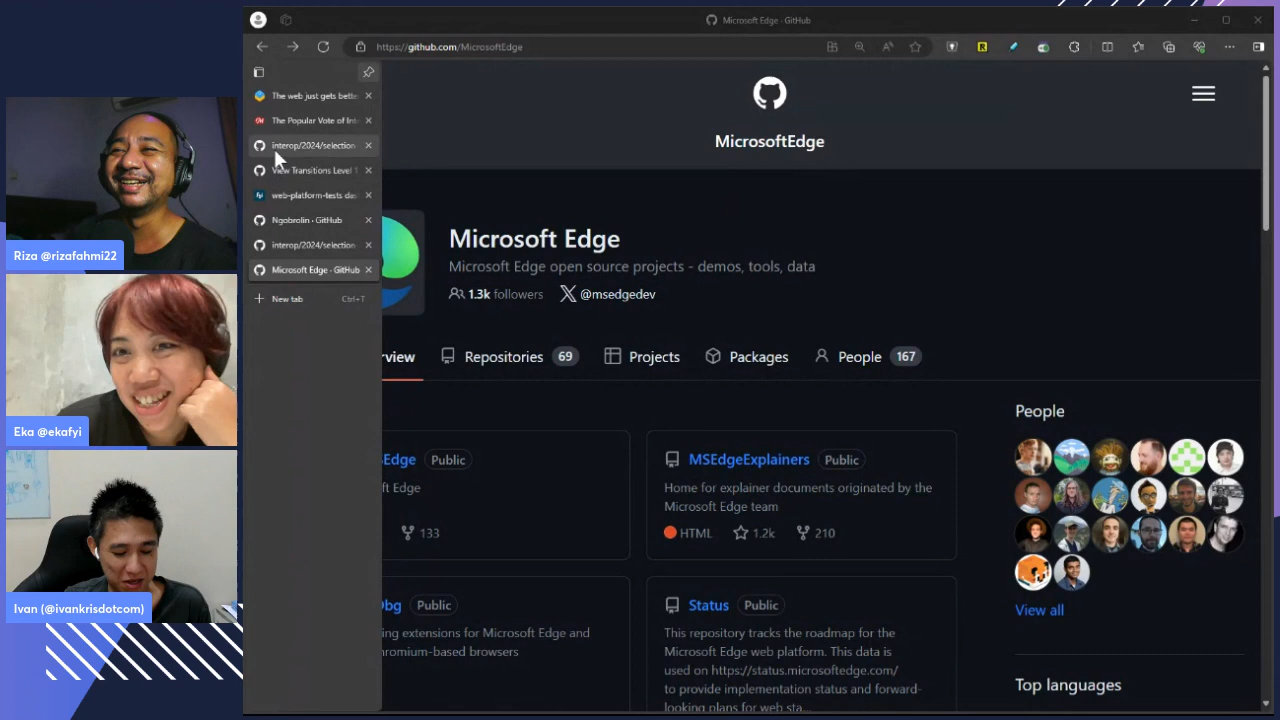 Microsoft Edge · GitHub
https://github.com/MicrosoftEdge
The web just gets bette
The Popular Vote of Int
interop/2024/selection
View Transitions Level 1
web-platform-tests da
Ngobrolin · GitHub
interop/2024/selection
Microsoft Edge · GitHub
New tab Ctrl+T
MicrosoftEdge
Microsoft Edge
Microsoft Edge open source projects - demos, tools, data
1.3k followers
@msedgedev
rview
Repositories 69
Projects
Packages
People 167
Edge Public
ft Edge
133
MSEdgeExplainers Public
Home for explainer documents originated by the
Microsoft Edge team
HTML 1.2k 210
Dbg Public
ing extensions for Microsoft Edge and
hromium-based browsers
Status Public
This repository tracks the roadmap for the
Microsoft Edge web platform. This data is
used on https://status.microsoftedge.com/
to provide implementation status and forward-
looking plans for web sta...
People
View all
Top languages
Riza @rizafahmi22
Eka @ekafyi
Ivan (@ivankrisdotcom)